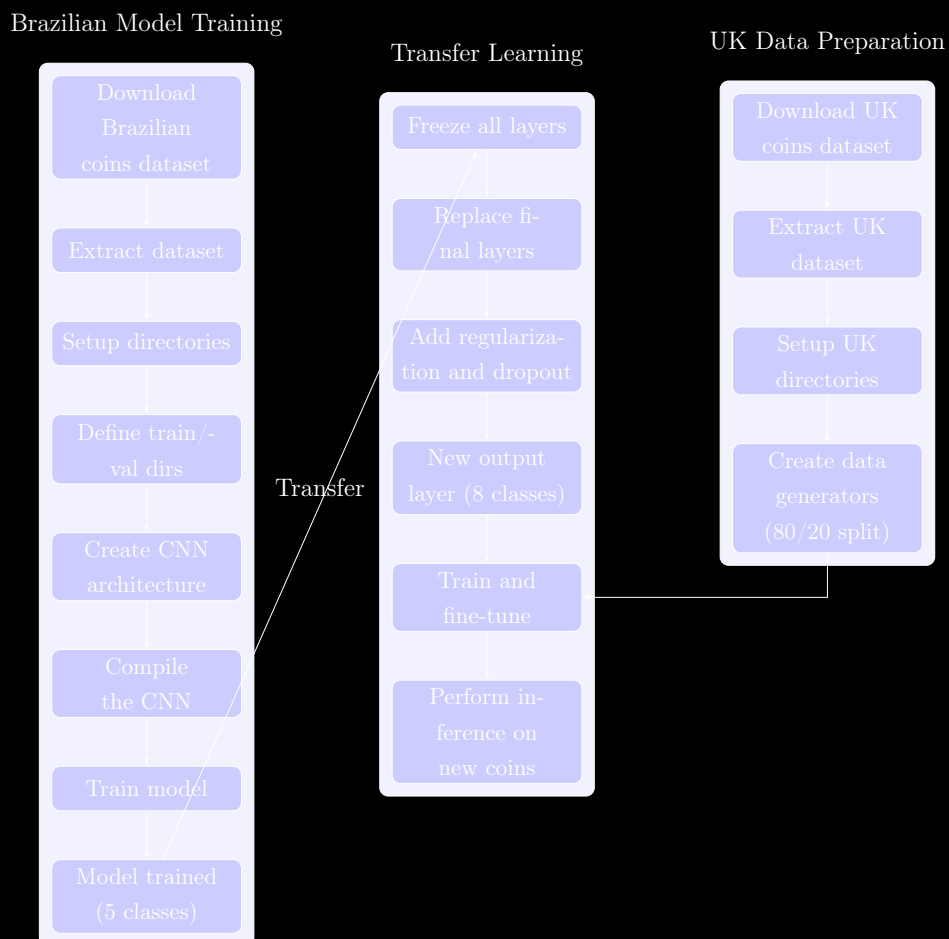 Brazilian Model Training
Download
Brazilian
coins dataset
Extract dataset
Setup directories
Define train/-
val dirs
Create CNN
architecture
Compile
the CNN
Train model
Model trained
(5 classes)
Transfer
Transfer Learning
Freeze all layers
Replace fi-
nal layers
Add regulariza-
tion and dropout
New output
layer (8 classes)
Train and
fine-tune
Perform in-
ference on
new coins
UK Data Preparation
Download UK
coins dataset
Extract UK
dataset
Setup UK
directories
Create data
generators
(80/20 split)